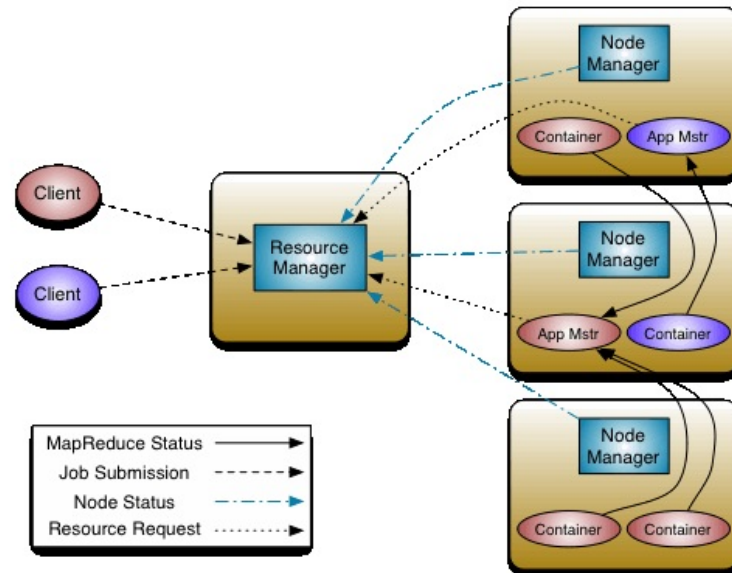 Node
Manager
Container
App Mstr
Client
Client
Resource
Manager
Node
Manager
App Mstr
Container
Node
Manager
Container
Container
MapReduce Status
Job Submission
Node Status
Resource Request